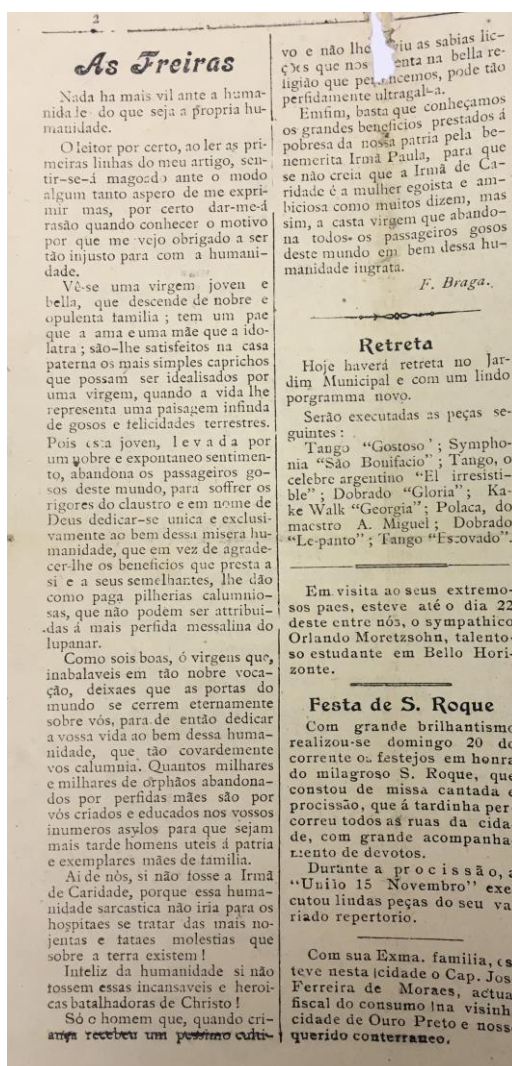 2
As Freiras
Nada ha mais vil ante a huma-
nidade do que seja a propria hu-
manidade.
O leitor por certo, ao ler as pri-
meiras linhas do meu artigo, sen-
tir-se-á magoado ante o modo
algum tanto aspero de me expri-
mir mas, por certo dar-me-á
rasão quando conhecer o motivo
por que me vejo obrigado a ser
tão injusto para com a humani-
dade.
Vê-se uma virgem joven e
bella, que descende de nobre e
opulenta familia ; tem um pae
que a ama e uma mãe que a ido-
latra ; são-lhe satisfeitos na casa
paterna os mais simples caprichos
que possam ser idealisados por
uma virgem, quando a vida lhe
representa uma paisagem infinda
de gosos e felicidades terrestres.
Pois esta joven, levada por
um nobre e expontaneo sentimen-
to, abandona os passageiros go-
sos deste mundo, para soffrer os
rigores do claustro e em nome de
Deus dedicar-se unica e exclusi-
vamente ao bem dessa misera hu-
manidade, que em vez de agrade-
cer-lhe os beneficios que presta a
si e a seus semelhantes, lhe dão
como paga pilherias calumnio-
sas, que não podem ser attribui-
das á mais perfida messalina do
lupanar.
Como sois boas, ó virgens que,
inabalaveis em tão nobre voca-
ção, deixaes que as portas do
mundo se cerrem eternamente
sobre vós, para de então dedicar
a vossa vida ao bem dessa huma-
nidade, que tão covardemente
vos calumnia. Quantos milhares
e milhares de orphãos abandona-
dos por perfidas mães são por
vós criados e educados nos vossos
inumeros asylos para que sejam
mais tarde homens uteis á patria
e exemplares mães de familia.
Ai de nós, si não fosse a Irmã
de Caridade, porque essa huma-
nidade sarcastica não iria para os
hospitaes se tratar das mais no-
jentas e fataes molestias que
sobre a terra existem !
Infeliz da humanidade si não
fossem essas incansaveis e heroi-
cas batalhadoras de Christo !
Só o homem que, quando cri-
ança recebeu um pessimo culti-
vo e não lhe as sabias lic-
ções que nos na bella re-
ligião que pertencemos, pode tão
perfidamente ultragal-a.
Emfim, basta que conheçamos
os grandes beneficios prestados á
pobresa da nossa patria pela be-
nemerita Irmã Paula, para que
se não creia que a Irmã de Ca-
ridade é a mulher egoista e am-
biciosa como muitos dizem, mas
sim, a casta virgem que abando-
na todos os passageiros gosos
deste mundo em bem dessa hu-
manidade ingrata.
F. Braga.
Retreta
Hoje haverá retreta no Jar-
dim Municipal e com um lindo
porgramma novo.
Serão executadas as peças se-
guintes :
Tango "Gostoso' ; Sympho-
nia "São Bonifacio" ; Tango, o
celebre argentino "El irresisti-
ble" ; Dobrado "Gloria" ; Ka-
ke Walk "Georgia" ; Polaca, do
maestro A. Miguel ; Dobrado
"Le-panto" ; Tango "Escovado".
Em visita ao seus extremo-
sos paes, esteve até o dia 22
deste entre nós, o sympathico
Orlando Moretzsohn, talento-
so estudante em Bello Hori-
zonte.
Festa de S. Roque
Com grande brilhantismo
realizou-se domingo 20 do
corrente os festejos em honra
do milagroso S. Roque, que
constou de missa cantada e
procissão, que á tardinha per
correu todos as ruas da cida-
de, com grande acompanha-
mento de devotos.
Durante a procissão, a
"Unilo 15 Novembro" exe
cutou lindas peças do seu va
riado repertorio.
Com sua Exma. familia, es
teve nesta cidade o Cap. Jos
Ferreira de Moraes, actua
fiscal do consumo na visinh
cidade de Ouro Preto e noss
querido conterraneo.